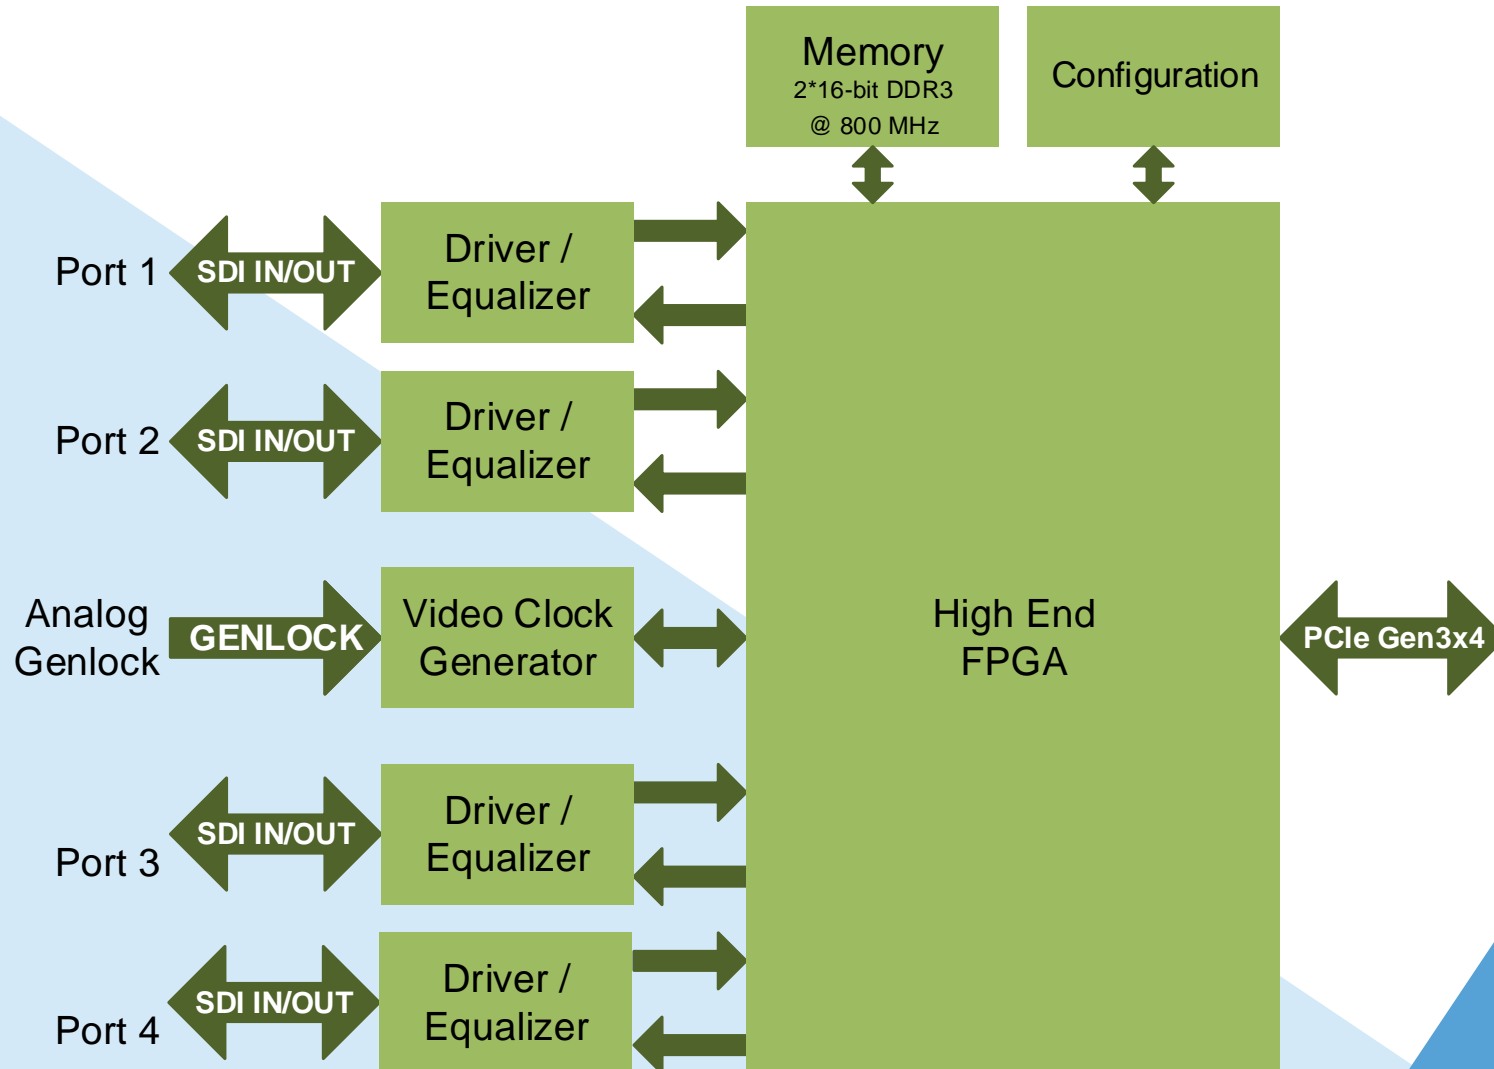 Memory
2*16-bit DDR3
@ 800 MHz
Configuration
Port 1
SDI IN/OUT
Driver /
Equalizer
Port 2
SDI IN/OUT
Driver /
Equalizer
Analog
Genlock
GENLOCK
Video Clock
Generator
High End
FPGA
PCIe Gen3x4
Port 3
SDI IN/OUT
Driver /
Equalizer
Port 4
SDI IN/OUT
Driver /
Equalizer